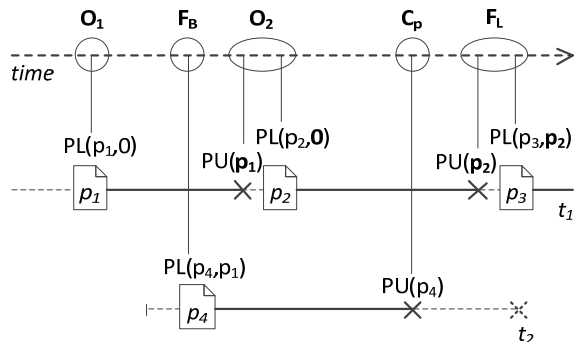 O1 FB O2 Cp FL
time
PL(p1,0) PU(p1) PL(p2,0) PU(p2) PL(p3,p2)
p1 p2 p3
t1
PL(p4,p1) PU(p4)
p4
t2